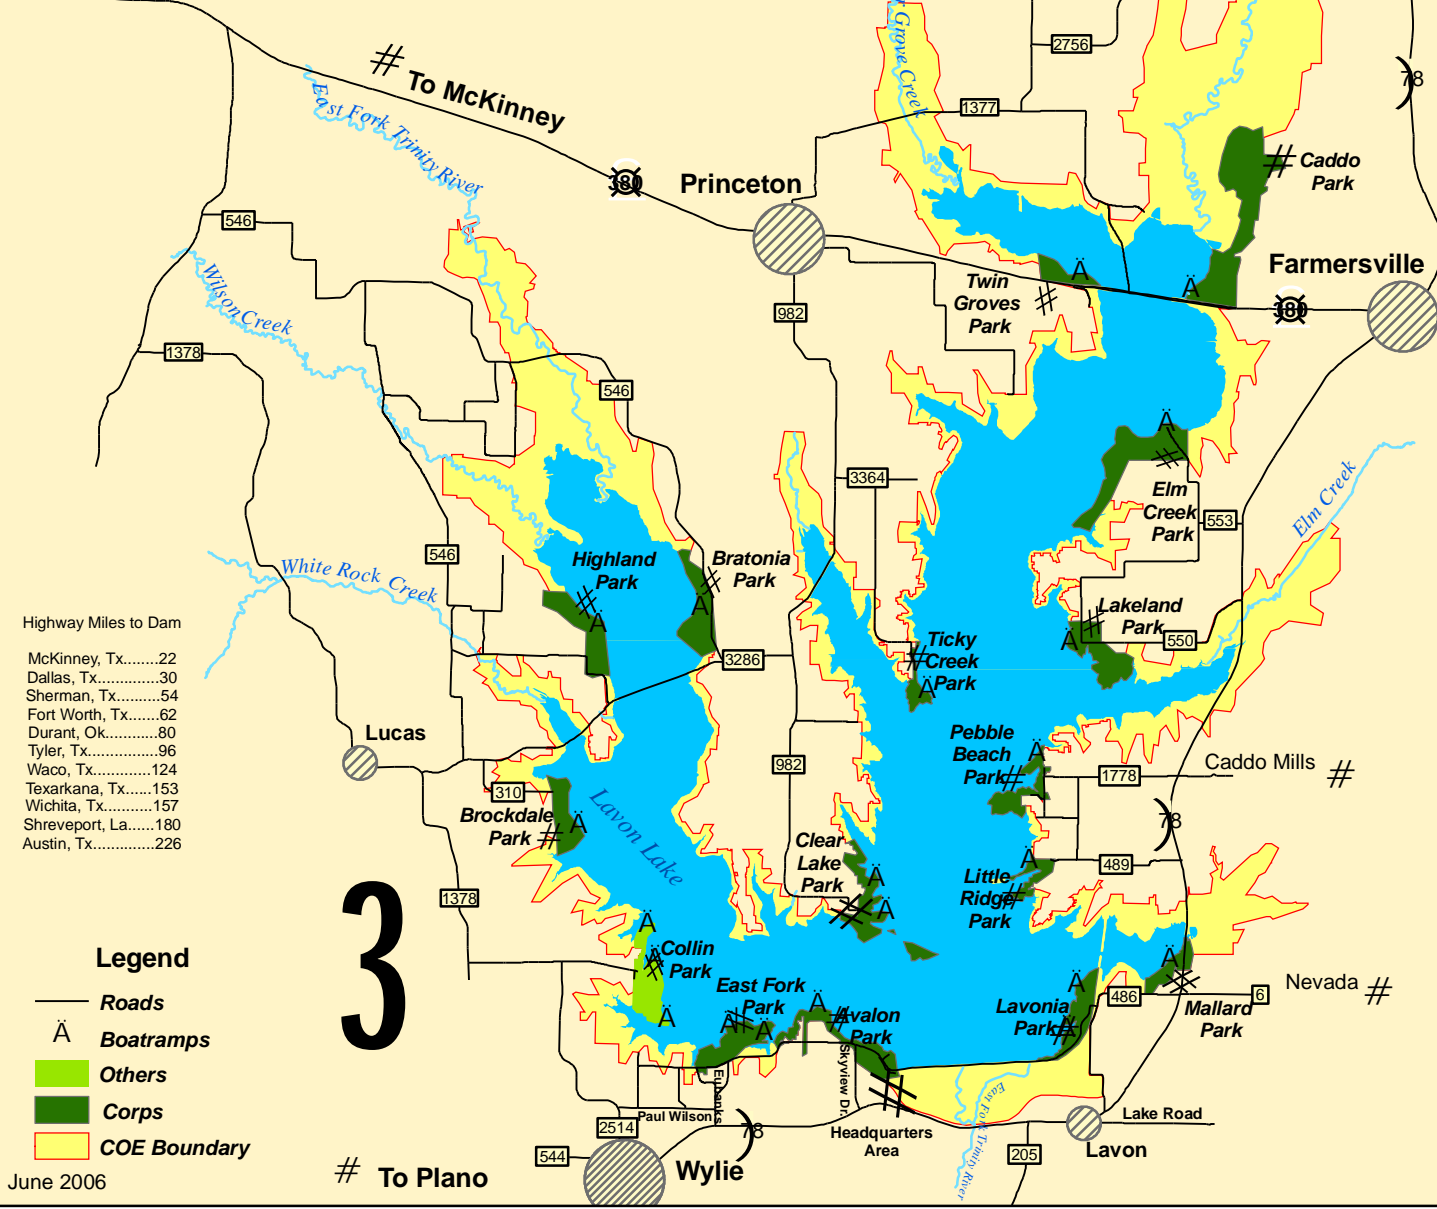 Grove Creek
2756
78
To McKinney
1377
East Fork Trinity River
380
Princeton
Caddo
Park
546
Farmersville
Wilson Creek
Twin
Groves
Park
380
982
1378
546
3364
Elm
Creek
Park
553
Elm Creek
546
Highland
Park
Bratonia
Park
White Rock Creek
Lakeland
Park
550
Highway Miles to Dam
McKinney, Tx........22
Dallas, Tx..............30
Sherman, Tx..........54
Fort Worth, Tx.......62
Durant, Ok............80
Tyler, Tx................96
Waco, Tx.............124
Texarkana, Tx......153
Wichita, Tx...........157
Shreveport, La......180
Austin, Tx..............226
Ticky
Creek
Park
3286
Lucas
Pebble
Beach
Park
982
1778
Caddo Mills
310
Brockdale
Park
Lavon Lake
78
Clear
Lake
Park
489
Little
Ridge
Park
1378
3
Collin
Park
East Fork
Park
Avalon
Park
Lavonia
Park
486
6
Nevada
Mallard
Park
Legend
Roads
Ä Boatramps
Others
Corps
COE Boundary
June 2006
Eubanks
Skyview Dr.
Paul Wilson
2514
78
544
Wylie
To Plano
Headquarters
Area
East Fork Trinity River
Lake Road
Lavon
205